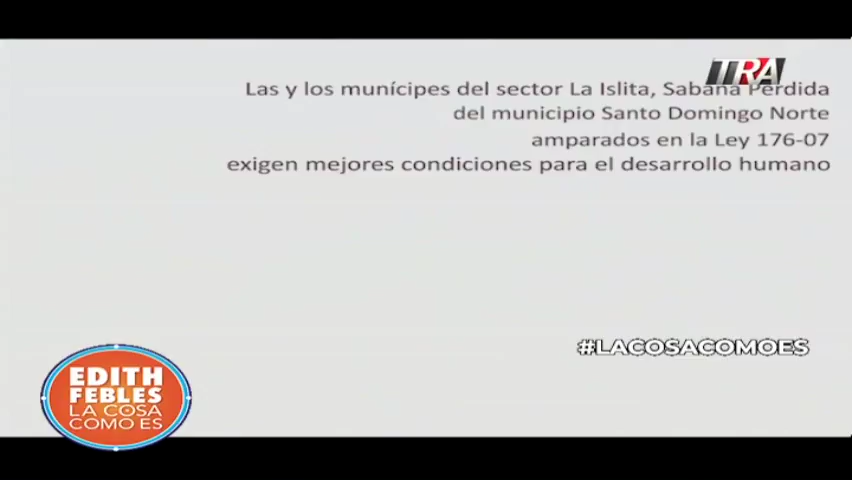 TRA
Las y los munícipes del sector La Islita, Sabana Perdida
del municipio Santo Domingo Norte
amparados en la Ley 176-07
exigen mejores condiciones para el desarrollo humano
#LACOSACOMOES
EDITH
FEBLES
LA COSA
COMO ES